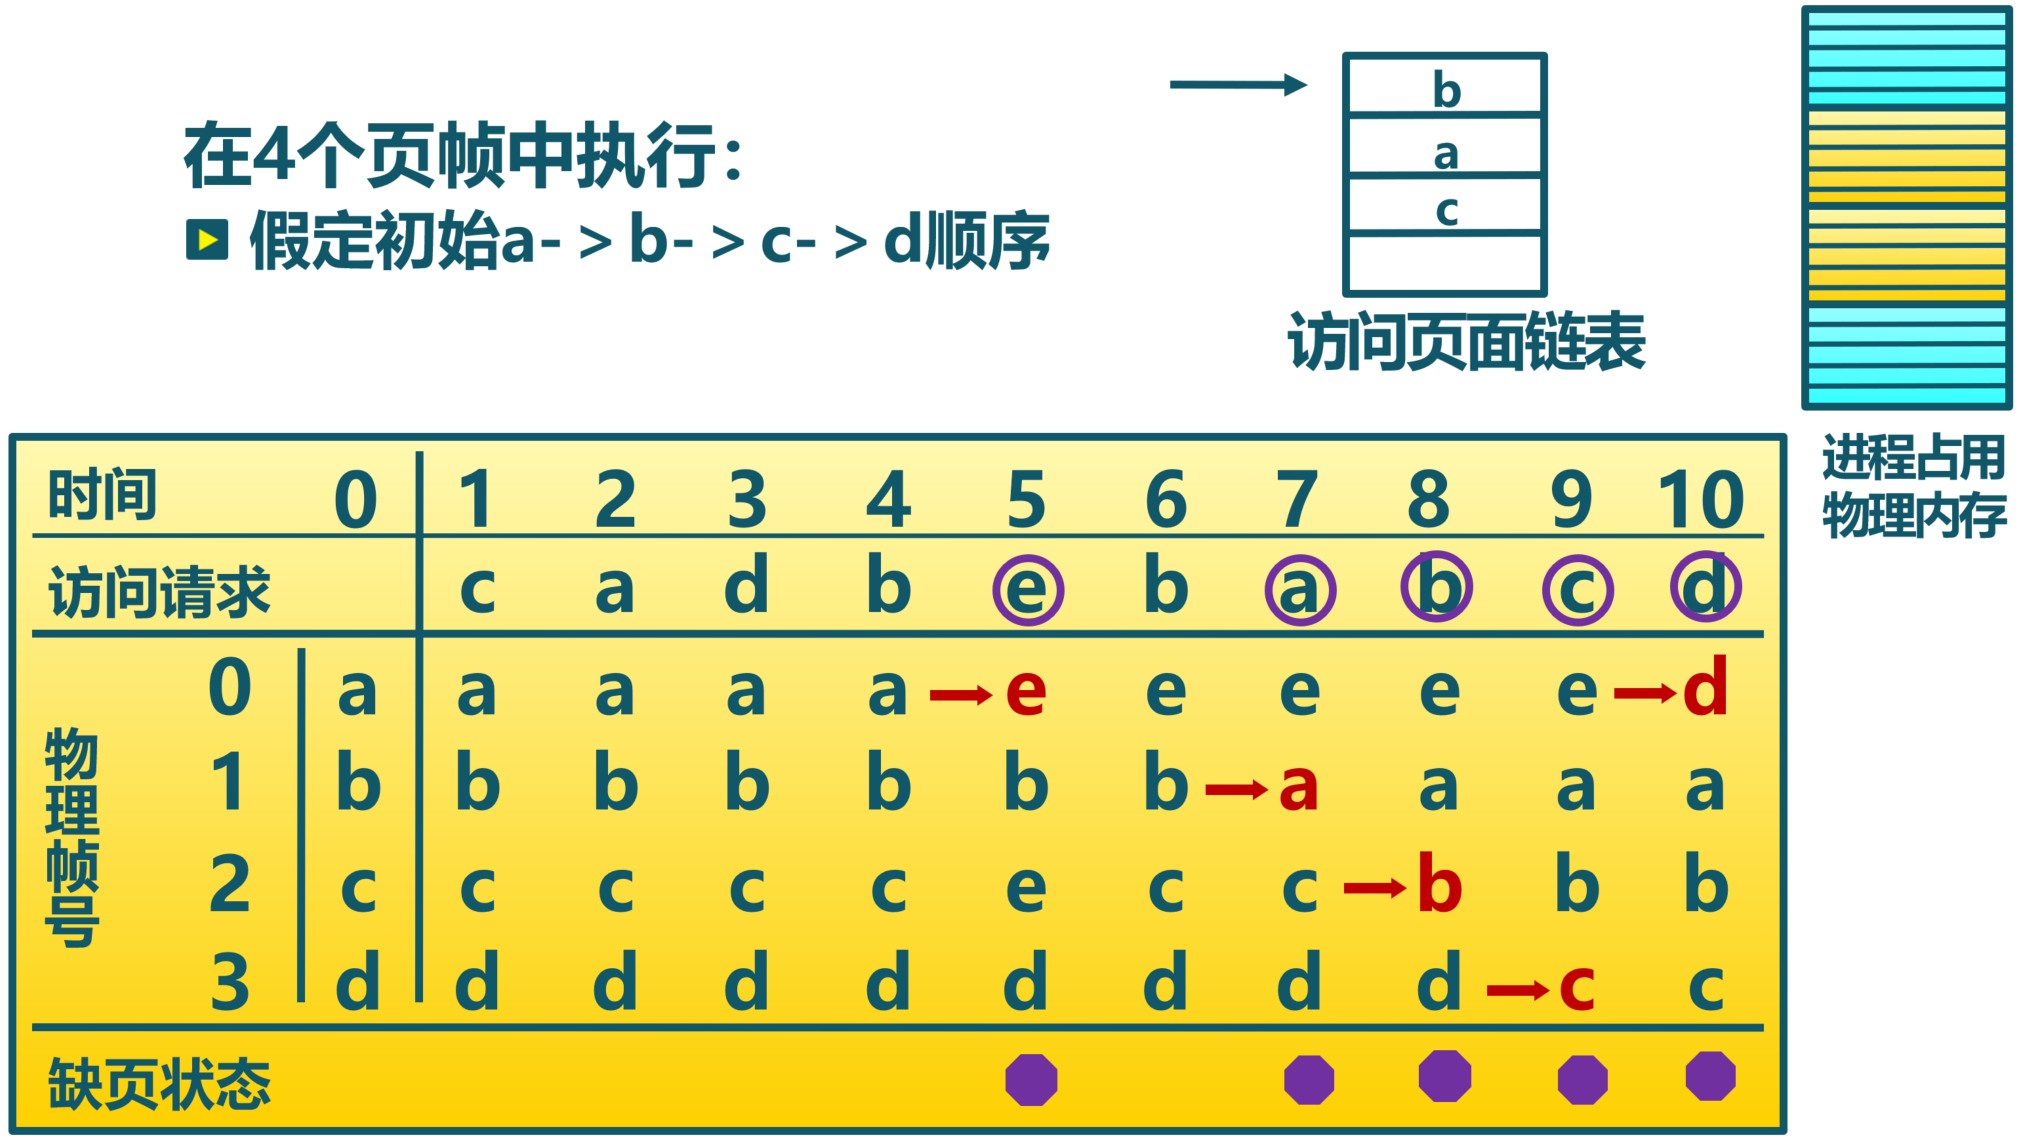 在4个页帧中执行：
假定初始a->b->c->d顺序
b
a
c
访问页面链表
进程占用
物理内存
时间 0 1 2 3 4 5 6 7 8 9 10
访问请求 c a d b e b a b c d
物理帧号
0 a a a a a e e e e e d
1 b b b b b b b a a a a
2 c c c c c e c c b b b
3 d d d d d d d d d c c
缺页状态